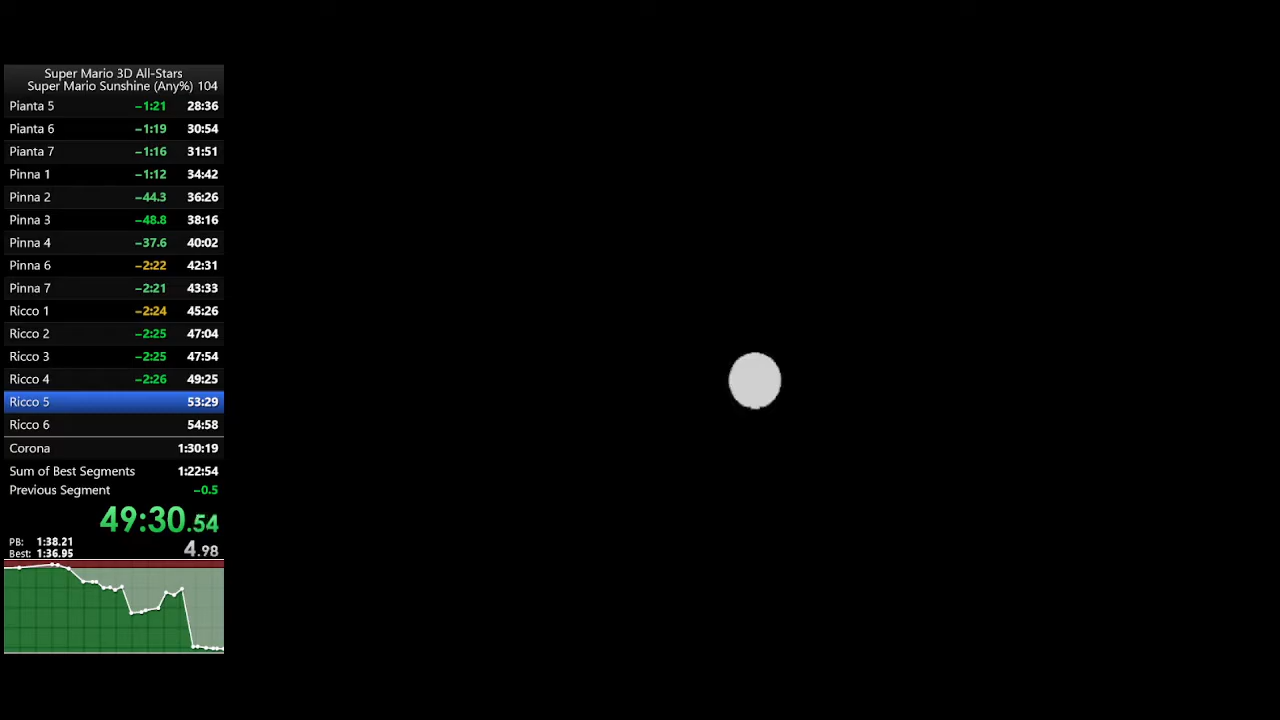 Super Mario 3D All-Stars
Super Mario Sunshine (Any%) 104
Pianta 5 −1:21 28:36
Pianta 6 −1:19 30:54
Pianta 7 −1:16 31:51
Pinna 1 −1:12 34:42
Pinna 2 −44.3 36:26
Pinna 3 −48.8 38:16
Pinna 4 −37.6 40:02
Pinna 6 −2:22 42:31
Pinna 7 −2:21 43:33
Ricco 1 −2:24 45:26
Ricco 2 −2:25 47:04
Ricco 3 −2:25 47:54
Ricco 4 −2:26 49:25
Ricco 5 53:29
Ricco 6 54:58
Corona 1:30:19
Sum of Best Segments 1:22:54
Previous Segment −0.5
49:30.54
PB: 1:38.21
Best: 1:36.95 4.98